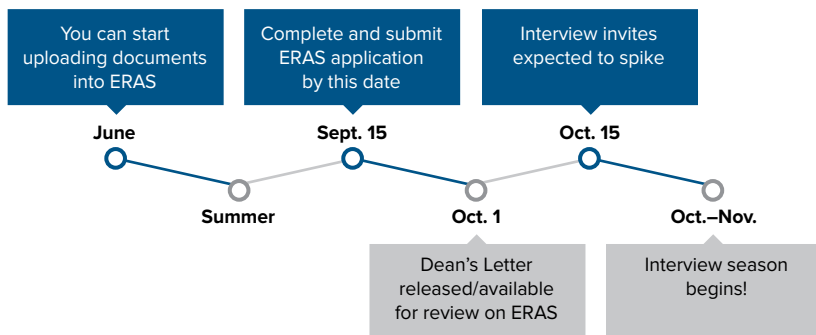 You can start
uploading documents
into ERAS
Complete and submit
ERAS application
by this date
Interview invites
expected to spike
June
Sept. 15
Oct. 15
Summer
Oct. 1
Oct.–Nov.
Dean’s Letter
released/available
for review on ERAS
Interview season
begins!